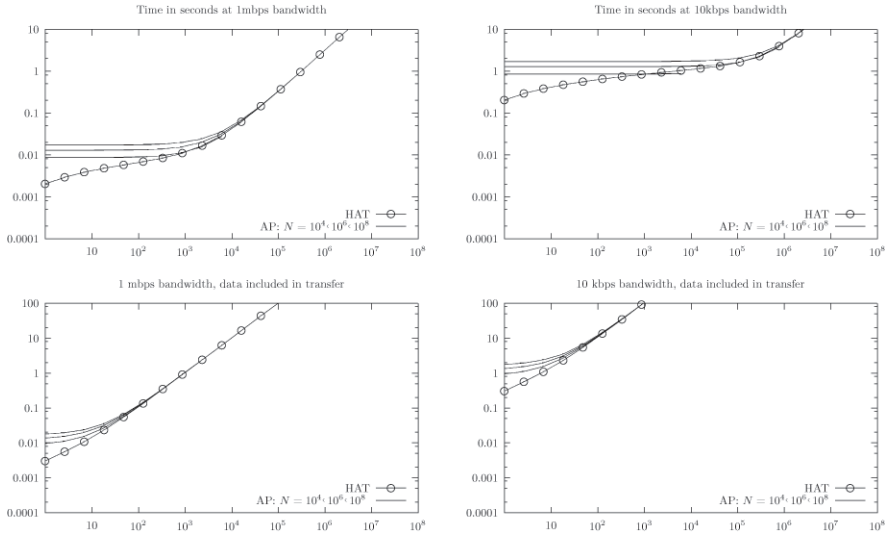 Time in seconds at 1mbps bandwidth
10
1
0.1
0.01
0.001
0.0001
HAT
AP: N = 10⁴, 10⁶, 10⁸
10 10² 10³ 10⁴ 10⁵ 10⁶ 10⁷ 10⁸
Time in seconds at 10kbps bandwidth
10
1
0.1
0.01
0.001
0.0001
HAT
AP: N = 10⁴, 10⁶, 10⁸
10 10² 10³ 10⁴ 10⁵ 10⁶ 10⁷ 10⁸
1 mbps bandwidth, data included in transfer
100
10
1
0.1
0.01
0.001
0.0001
HAT
AP: N = 10⁴, 10⁶, 10⁸
10 10² 10³ 10⁴ 10⁵ 10⁶ 10⁷ 10⁸
10 kbps bandwidth, data included in transfer
100
10
1
0.1
0.01
0.001
0.0001
HAT
AP: N = 10⁴, 10⁶, 10⁸
10 10² 10³ 10⁴ 10⁵ 10⁶ 10⁷ 10⁸